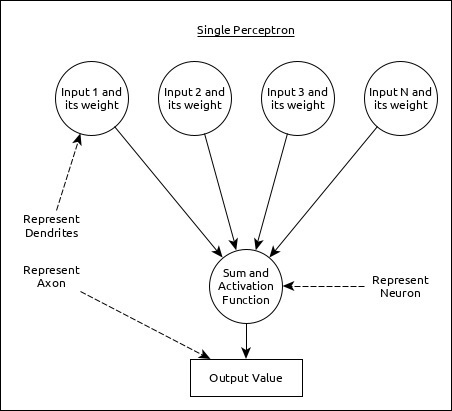 Single Perceptron
Input 1 and
its weight
Input 2 and
its weight
Input 3 and
its weight
Input N and
its weight
Represent
Dendrites
Represent
Axon
Sum and
Activation
Function
Represent
Neuron
Output Value